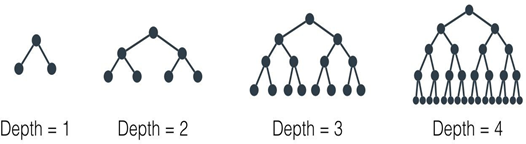 Depth = 1
Depth = 2
Depth = 3
Depth = 4